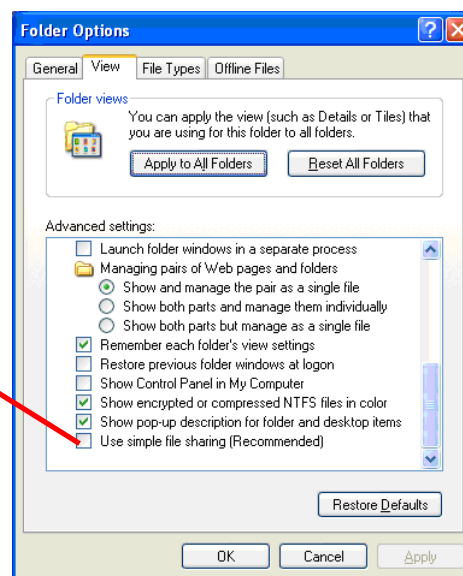 Folder Options
General View File Types Offline Files
Folder views
You can apply the view (such as Details or Tiles) that
you are using for this folder to all folders.
Apply to All Folders Reset All Folders
Advanced settings:
Launch folder windows in a separate process
Managing pairs of Web pages and folders
Show and manage the pair as a single file
Show both parts and manage them individually
Show both parts but manage as a single file
Remember each folder's view settings
Restore previous folder windows at logon
Show Control Panel in My Computer
Show encrypted or compressed NTFS files in color
Show pop-up description for folder and desktop items
Use simple file sharing (Recommended)
Restore Defaults
OK Cancel Apply